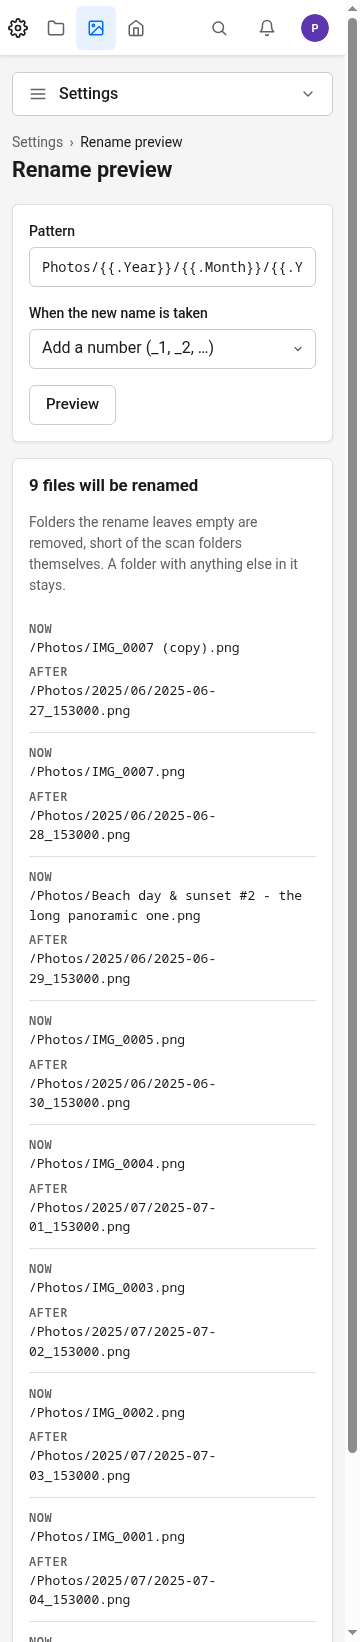 P
Settings
Settings › Rename preview
Rename preview
Pattern
Photos/{{.Year}}/{{.Month}}/{{.Y
When the new name is taken
Add a number (_1, _2, …)
Preview
9 files will be renamed
Folders the rename leaves empty are
removed, short of the scan folders
themselves. A folder with anything else in it
stays.
NOW
/Photos/IMG_0007 (copy).png
AFTER
/Photos/2025/06/2025-06-
27_153000.png
NOW
/Photos/IMG_0007.png
AFTER
/Photos/2025/06/2025-06-
28_153000.png
NOW
/Photos/Beach day & sunset #2 - the
long panoramic one.png
AFTER
/Photos/2025/06/2025-06-
29_153000.png
NOW
/Photos/IMG_0005.png
AFTER
/Photos/2025/06/2025-06-
30_153000.png
NOW
/Photos/IMG_0004.png
AFTER
/Photos/2025/07/2025-07-
01_153000.png
NOW
/Photos/IMG_0003.png
AFTER
/Photos/2025/07/2025-07-
02_153000.png
NOW
/Photos/IMG_0002.png
AFTER
/Photos/2025/07/2025-07-
03_153000.png
NOW
/Photos/IMG_0001.png
AFTER
/Photos/2025/07/2025-07-
04_153000.png
NOW